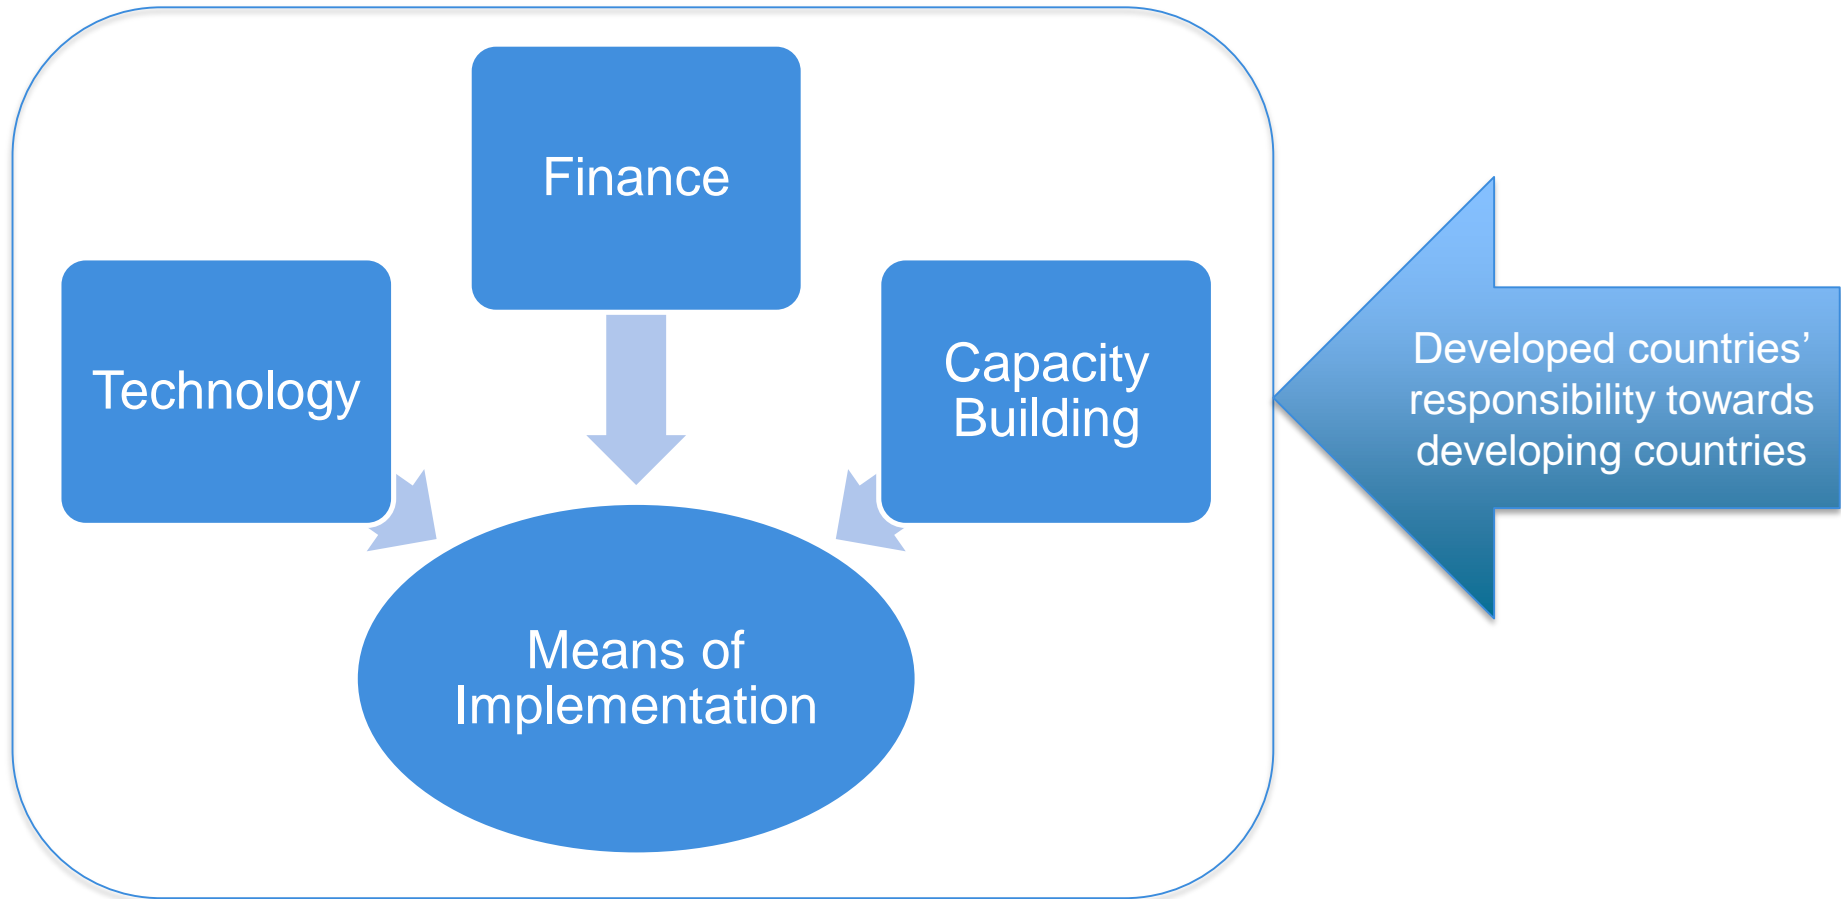 Finance
Technology
Capacity
Building
Means of
Implementation
Developed countries’
responsibility towards
developing countries